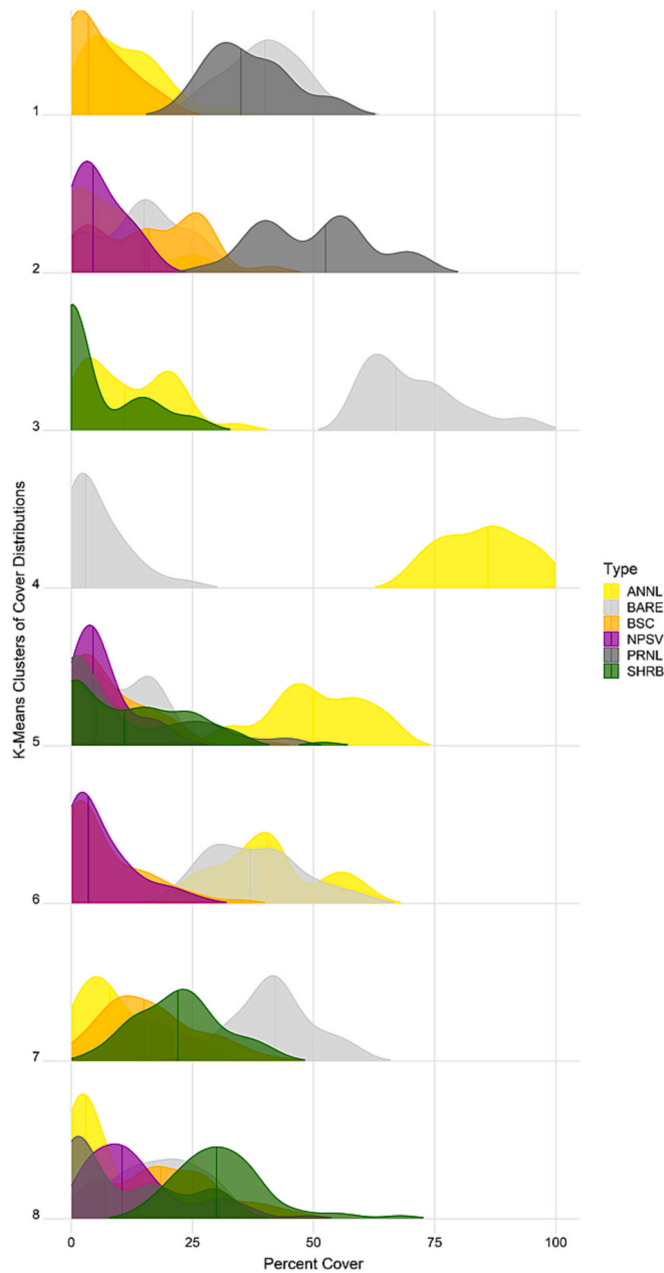 K-Means Clusters of Cover Distributions
1
2
3
4
5
6
7
8
0
25
50
75
100
Percent Cover
Type
ANNL
BARE
BSC
NPSV
PRNL
SHRB